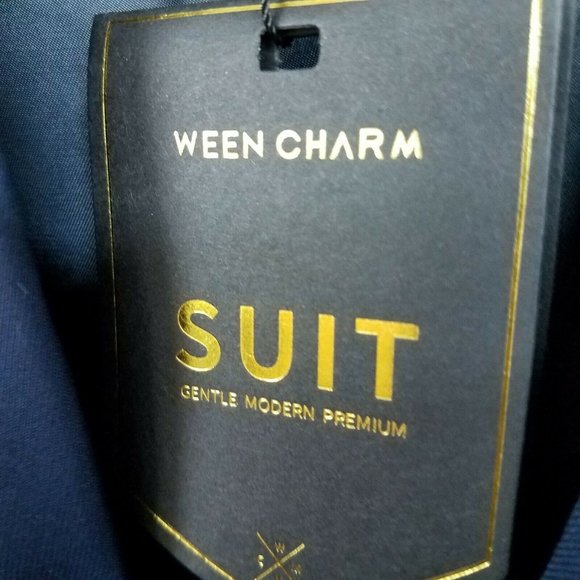 WEEN CHARM
SUIT
GENTLE MODERN PREMIUM
W
C